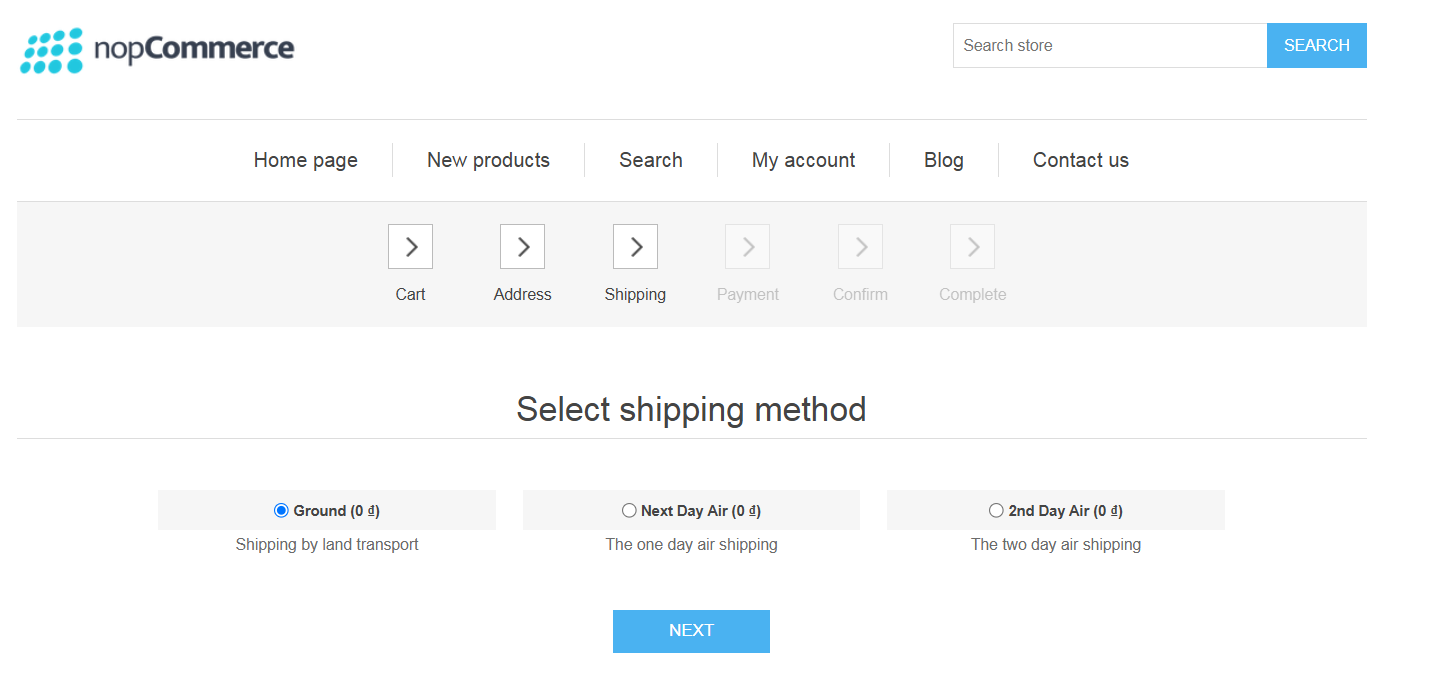 nopCommerce
Search store SEARCH
Home page New products Search My account Blog Contact us
Cart Address Shipping Payment Confirm Complete
Select shipping method
Ground (0 ₫) Next Day Air (0 ₫) 2nd Day Air (0 ₫)
Shipping by land transport The one day air shipping The two day air shipping
NEXT